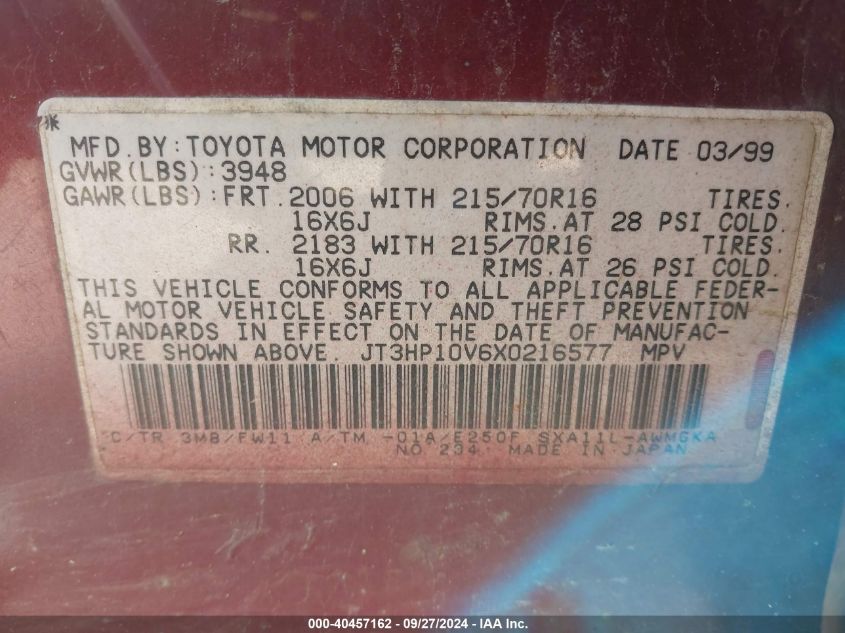 MFD.BY:TOYOTA MOTOR CORPORATION DATE 03/99
GVWR(LBS):3948
GAWR(LBS):FRT.2006 WITH 215/70R16 TIRES.
16X6J RIMS.AT 28 PSI COLD.
RR. 2183 WITH 215/70R16 TIRES.
16X6J RIMS.AT 26 PSI COLD.
THIS VEHICLE CONFORMS TO ALL APPLICABLE FEDER-
AL MOTOR VEHICLE SAFETY AND THEFT PREVENTION
STANDARDS IN EFFECT ON THE DATE OF MANUFAC-
TURE SHOWN ABOVE. JT3HP10V6X0216577 MPV
C/TR 3M8/FW11 A/TM -01A/E250F SXA11L-AWMGKA
NO 234 MADE IN JAPAN
000-40457162 - 09/27/2024 - IAA Inc.